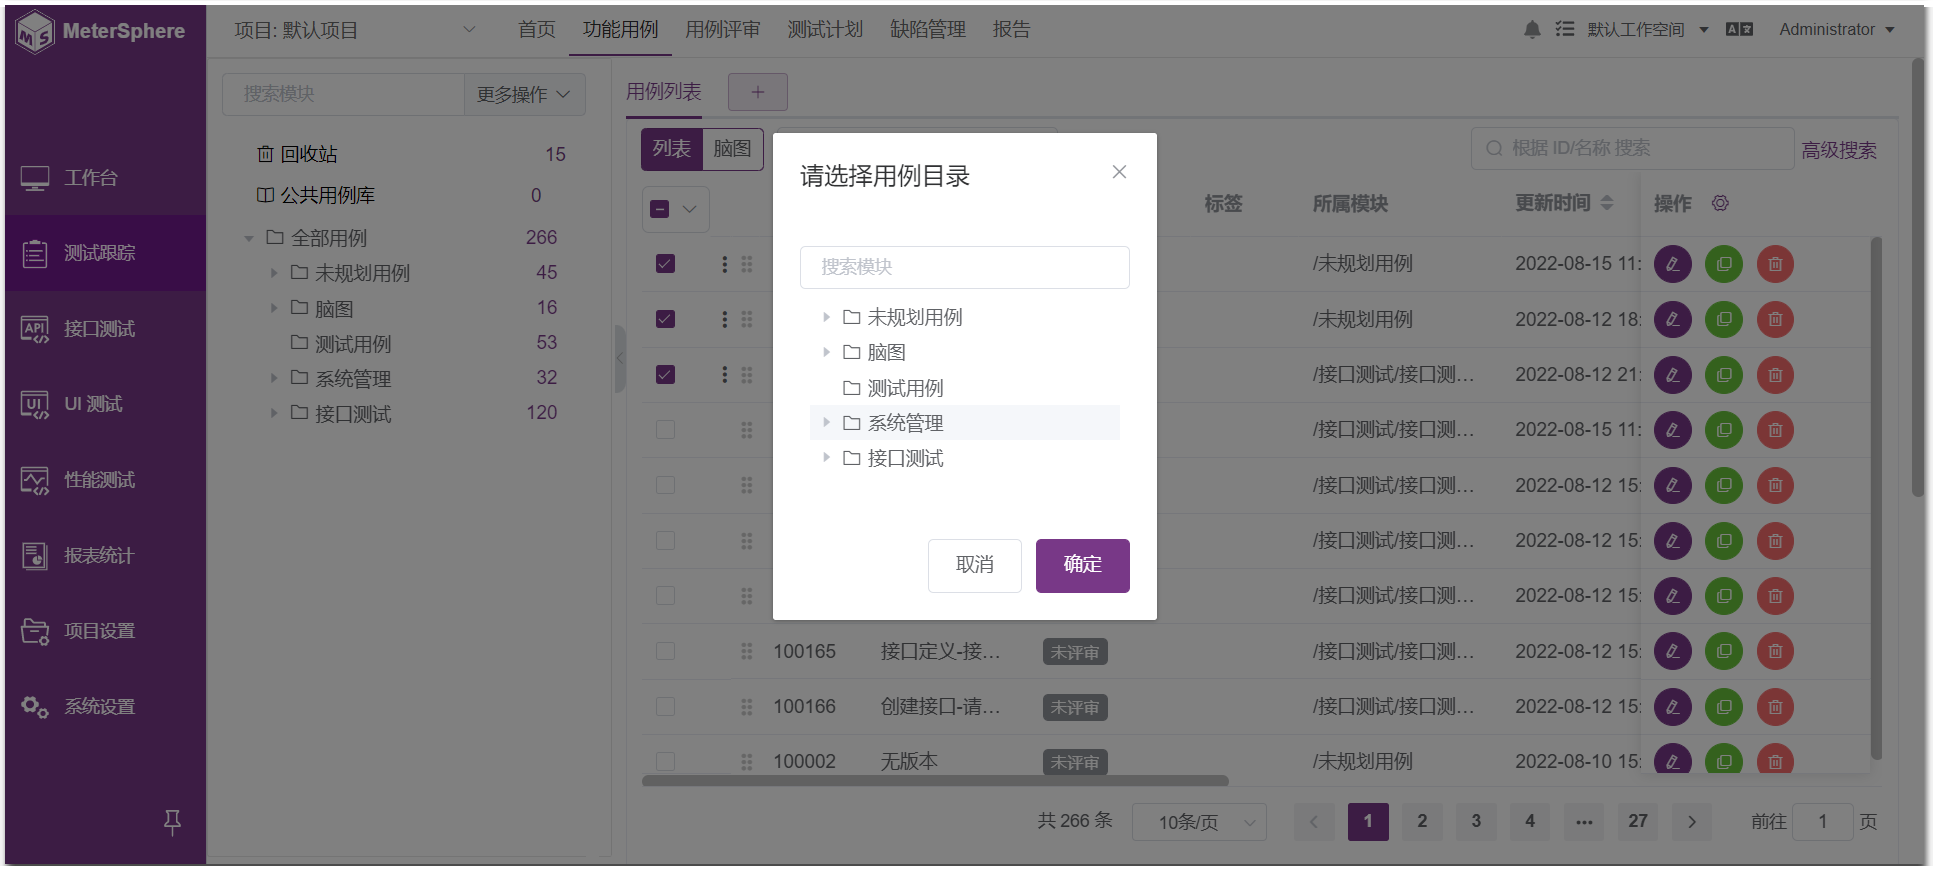 MeterSphere
项目: 默认项目
首页 功能用例 用例评审 测试计划 缺陷管理 报告
默认工作空间
Administrator
工作台
测试跟踪
API 接口测试
UI UI 测试
性能测试
报表统计
项目设置
系统设置
搜索模块
更多操作
回收站 15
公共用例库 0
全部用例 266
未规划用例 45
脑图 16
测试用例 53
系统管理 32
接口测试 120
用例列表
+
列表 脑图
根据 ID/名称 搜索
高级搜索
标签 所属模块 更新时间 操作
/未规划用例 2022-08-15 11:
/未规划用例 2022-08-12 18:
/接口测试/接口测... 2022-08-12 21:
/接口测试/接口测... 2022-08-15 11:
/接口测试/接口测... 2022-08-12 15:
/接口测试/接口测... 2022-08-12 15:
/接口测试/接口测... 2022-08-12 15:
100165 接口定义-接... 未评审 /接口测试/接口测... 2022-08-12 15:
100166 创建接口-请... 未评审 /接口测试/接口测... 2022-08-12 15:
100002 无版本 未评审 /未规划用例 2022-08-10 15:
共 266 条 10条/页 1 2 3 4 ... 27 前往 1 页
请选择用例目录
搜索模块
未规划用例
脑图
测试用例
系统管理
接口测试
取消 确定